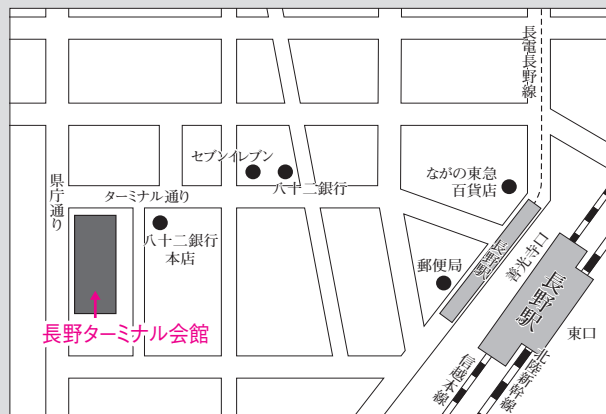 長電長野線
セブンイレブン
八十二銀行
ながの東急
百貨店
県庁通り
ターミナル通り
八十二銀行
本店
長野駅
善光寺口
郵便局
長野駅
東口
長野ターミナル会館
信越本線
北陸新幹線